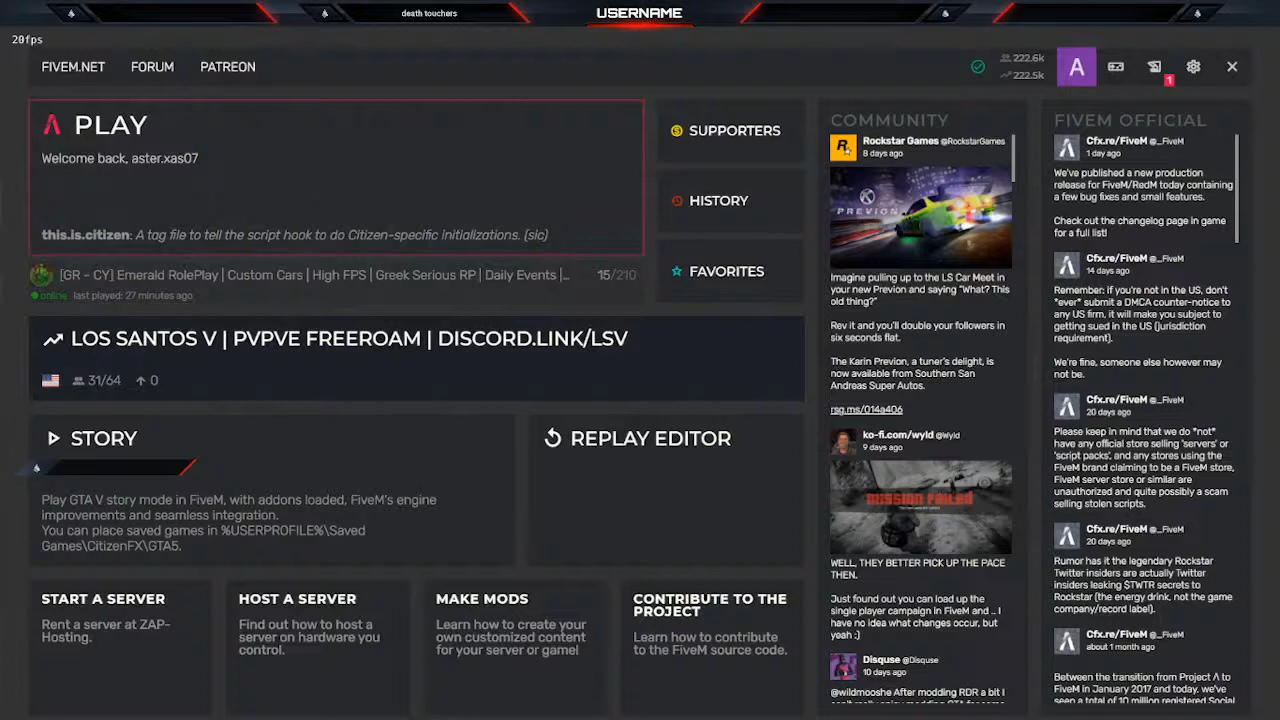 death touchers
USERNAME
20fps
FIVEM.NET
FORUM
PATREON
222.6k
222.5k
A
1
PLAY
Welcome back, aster.xas07
this.is.citizen: A tag file to tell the script hook to do Citizen-specific initializations. (sic)
[GR - CY] Emerald RolePlay | Custom Cars | High FPS | Greek Serious RP | Daily Events |...
15/210
online last played: 27 minutes ago
SUPPORTERS
HISTORY
FAVORITES
LOS SANTOS V | PVPVE FREEROAM | DISCORD.LINK/LSV
31/64
0
STORY
Play GTA V story mode in FiveM, with addons loaded, FiveM's engine
improvements and seamless integration.
You can place saved games in %USERPROFILE%\Saved
Games\CitizenFX\GTA5.
REPLAY EDITOR
START A SERVER
Rent a server at ZAP-
Hosting.
HOST A SERVER
Find out how to host a
server on hardware you
control.
MAKE MODS
Learn how to create your
own customized content
for your server or game!
CONTRIBUTE TO THE
PROJECT
Learn how to contribute
to the FiveM source code.
COMMUNITY
Rockstar Games @RockstarGames
8 days ago
PREVION
Imagine pulling up to the LS Car Meet in
your new Previon and saying "What? This
old thing?"
Rev it and you'll double your followers in
six seconds flat.
The Karin Previon, a tuner's delight, is
now available from Southern San
Andreas Super Autos.
rsg.ms/014a406
ko-fi.com/wyld @Wyld
9 days ago
MISSION FAILED
WELL, THEY BETTER PICK UP THE PACE
THEN.
Just found out you can load up the
single player campaign in FiveM and .. I
have no idea what changes occur, but
yeah :)
Disquse @Disquse
10 days ago
@wildmooshe After modding RDR a bit I
FIVEM OFFICIAL
Cfx.re/FiveM @_FiveM
1 day ago
We've published a new production
release for FiveM/RedM today containing
a few bug fixes and small features.
Check out the changelog page in game
for a full list!
Cfx.re/FiveM @_FiveM
14 days ago
Remember: if you're not in the US, don't
*ever* submit a DMCA counter-notice to
any US firm, it will make you subject to
getting sued in the US (jurisdiction
requirement).
We're fine, someone else however may
not be.
Cfx.re/FiveM @_FiveM
20 days ago
Please keep in mind that we do *not*
have any official store selling 'servers' or
'script packs', and any stores using the
FiveM brand claiming to be a FiveM store,
FiveM server store or similar are
unauthorized and quite possibly a scam
selling stolen scripts.
Cfx.re/FiveM @_FiveM
20 days ago
Rumor has it the legendary Rockstar
Twitter insiders are actually Twitter
insiders leaking $TWTR secrets to
Rockstar (the energy drink, not the game
company/record label).
Cfx.re/FiveM @_FiveM
about 1 month ago
Between the transition from Project Λ to
FiveM in January 2017 and today, we've
seen a total of 10 million registered Social